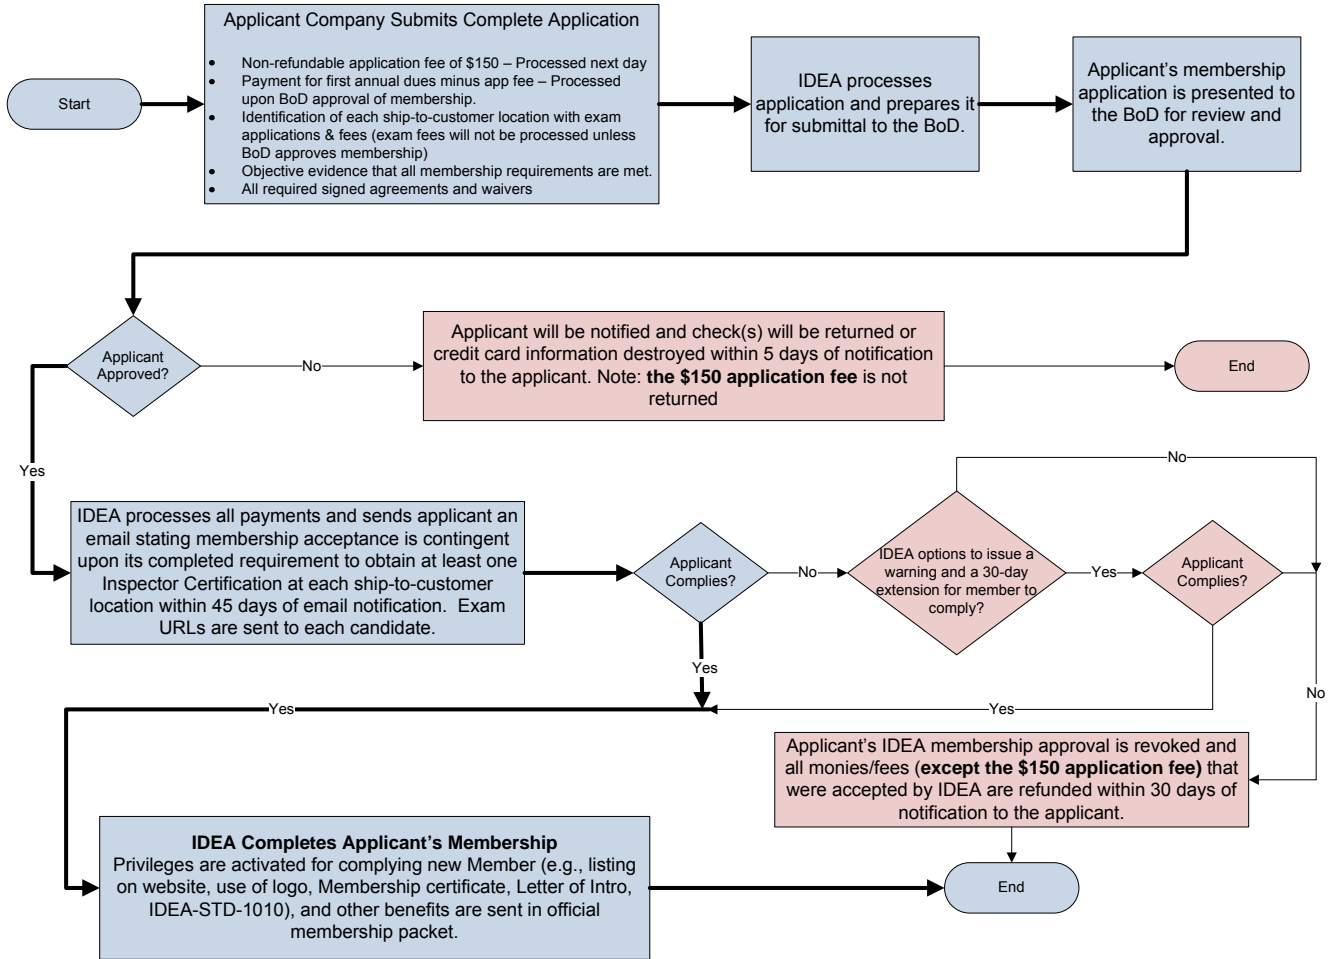 Applicant Company Submits Complete Application
Start
• Non-refundable application fee of $150 – Processed next day
• Payment for first annual dues minus app fee – Processed
upon BoD approval of membership.
• Identification of each ship-to-customer location with exam
applications & fees (exam fees will not be processed unless
BoD approves membership)
• Objective evidence that all membership requirements are met.
• All required signed agreements and waivers
IDEA processes
application and prepares it
for submittal to the BoD.
Applicant’s membership
application is presented to
the BoD for review and
approval.
Applicant
Approved?
No
Applicant will be notified and check(s) will be returned or
credit card information destroyed within 5 days of notification
to the applicant. Note: the $150 application fee is not
returned
End
Yes
IDEA processes all payments and sends applicant an
email stating membership acceptance is contingent
upon its completed requirement to obtain at least one
Inspector Certification at each ship-to-customer
location within 45 days of email notification.  Exam
URLs are sent to each candidate.
Applicant
Complies?
No
IDEA options to issue a
warning and a 30-day
extension for member to
comply?
No
Yes
Applicant
Complies?
Yes
No
Yes
Yes
Applicant’s IDEA membership approval is revoked and
all monies/fees (except the $150 application fee) that
were accepted by IDEA are refunded within 30 days of
notification to the applicant.
IDEA Completes Applicant’s Membership
Privileges are activated for complying new Member (e.g., listing
on website, use of logo, Membership certificate, Letter of Intro,
IDEA-STD-1010), and other benefits are sent in official
membership packet.
End